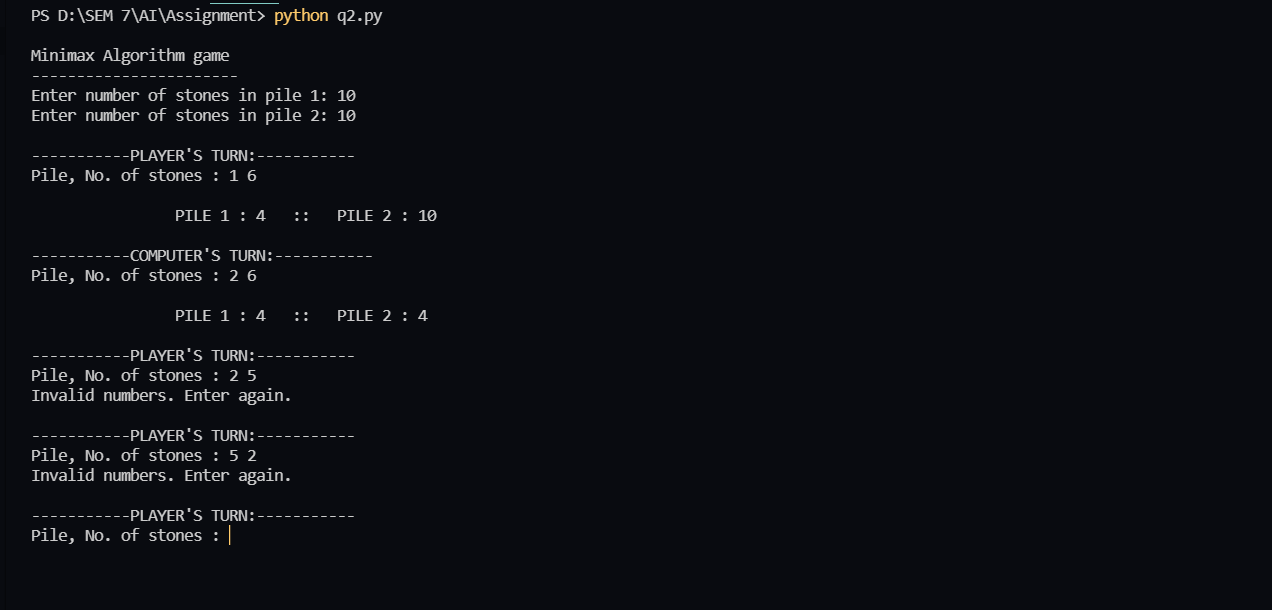 PS D:\SEM 7\AI\Assignment> python q2.py
Minimax Algorithm game
-----------------------
Enter number of stones in pile 1: 10
Enter number of stones in pile 2: 10
-----------PLAYER'S TURN:-----------
Pile, No. of stones : 1 6
PILE 1 : 4   ::   PILE 2 : 10
-----------COMPUTER'S TURN:-----------
Pile, No. of stones : 2 6
PILE 1 : 4   ::   PILE 2 : 4
-----------PLAYER'S TURN:-----------
Pile, No. of stones : 2 5
Invalid numbers. Enter again.
-----------PLAYER'S TURN:-----------
Pile, No. of stones : 5 2
Invalid numbers. Enter again.
-----------PLAYER'S TURN:-----------
Pile, No. of stones :